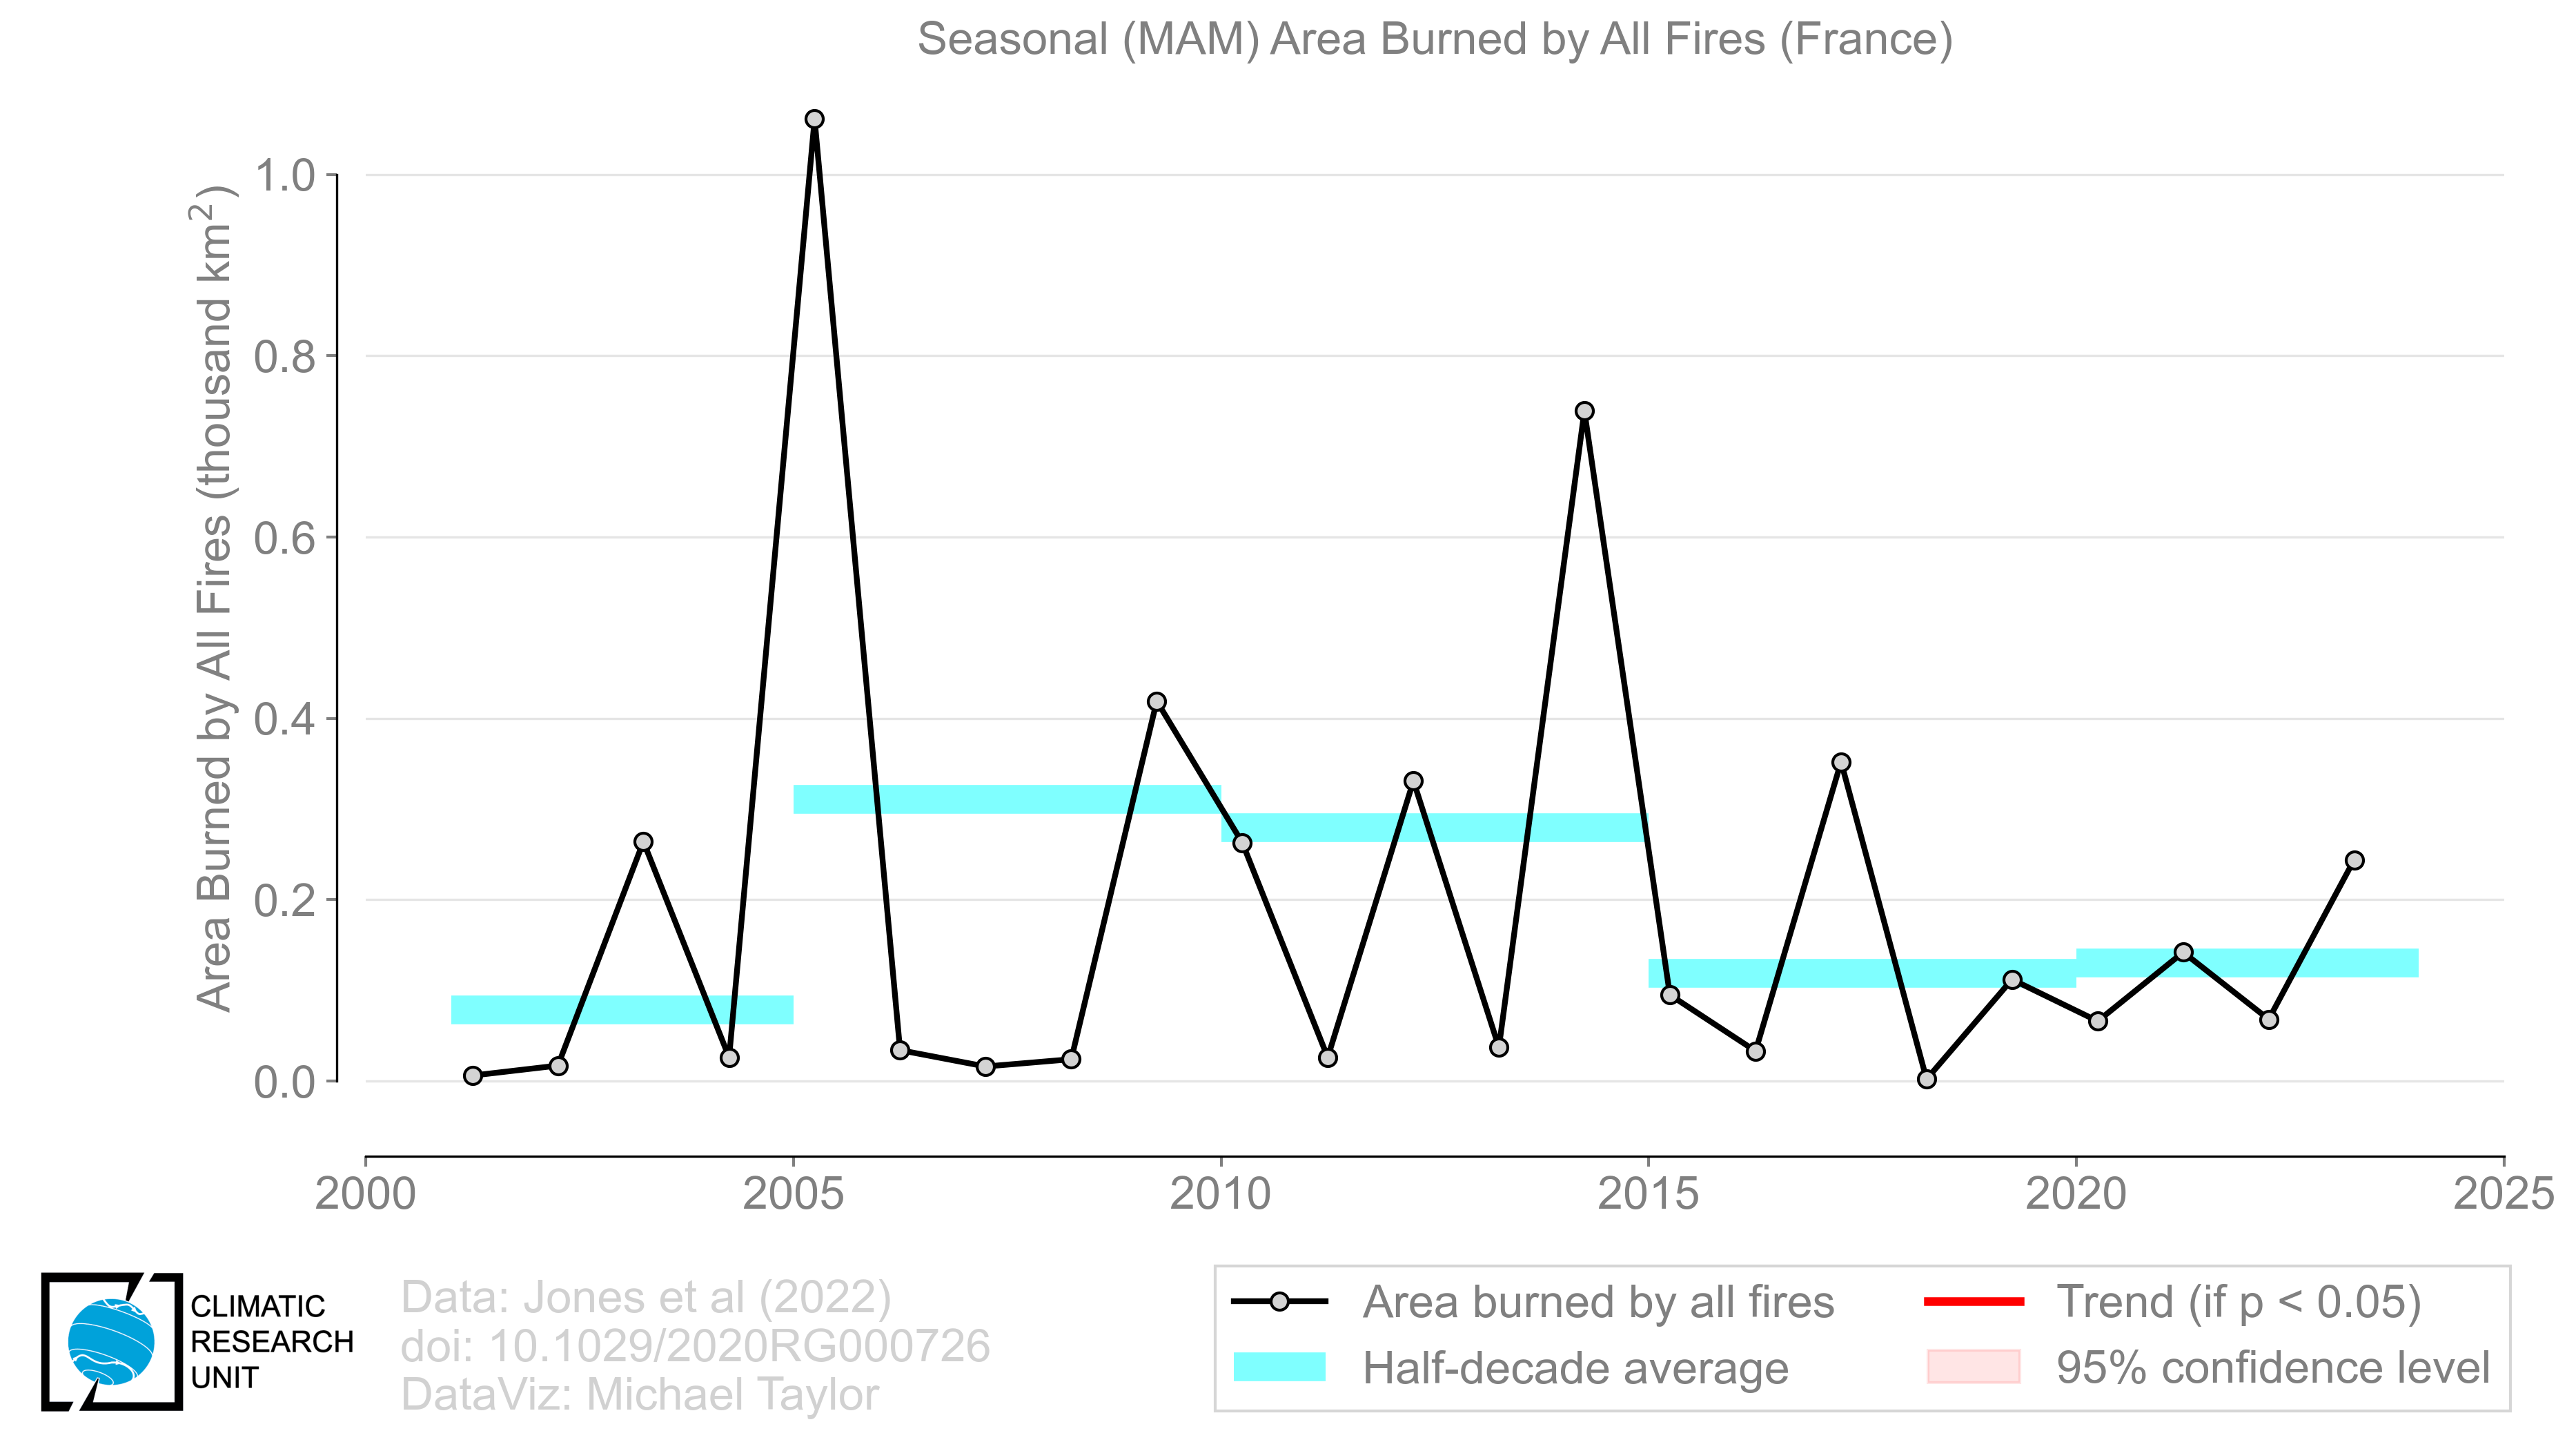 Seasonal (MAM) Area Burned by All Fires (France)
Area Burned by All Fires (thousand km²)
1.0
0.8
0.6
0.4
0.2
0.0
2000
2005
2010
2015
2020
2025
CLIMATIC
RESEARCH
UNIT
Data: Jones et al (2022)
doi: 10.1029/2020RG000726
DataViz: Michael Taylor
Area burned by all fires
Half-decade average
Trend (if p < 0.05)
95% confidence level